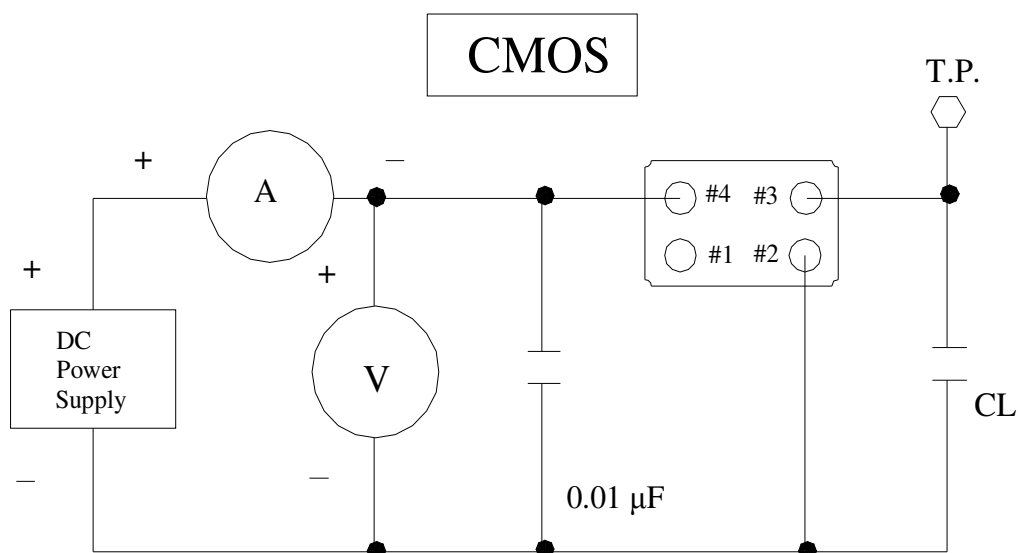 CMOS
T.P.
+
–
A
#4 #3
+
+
#1 #2
DC
Power
Supply
V
CL
–
–
0.01 μF